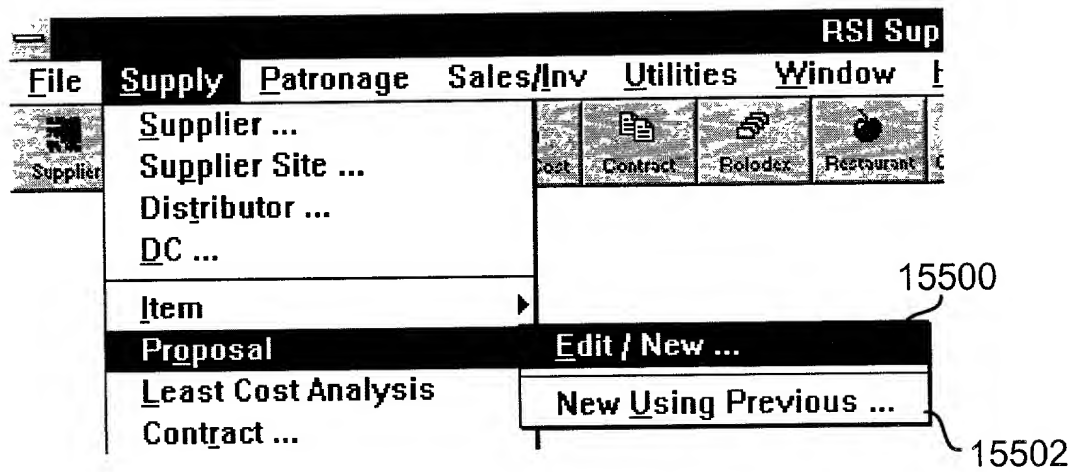 RSI Sup
File Supply Patronage Sales/Inv Utilities Window
Supplier Cost Contract Rolodex Restaurant
Supplier ...
Supplier Site ...
Distributor ...
DC ...
Item
Proposal
Least Cost Analysis
Contract ...
15500
Edit / New ...
New Using Previous ...
15502